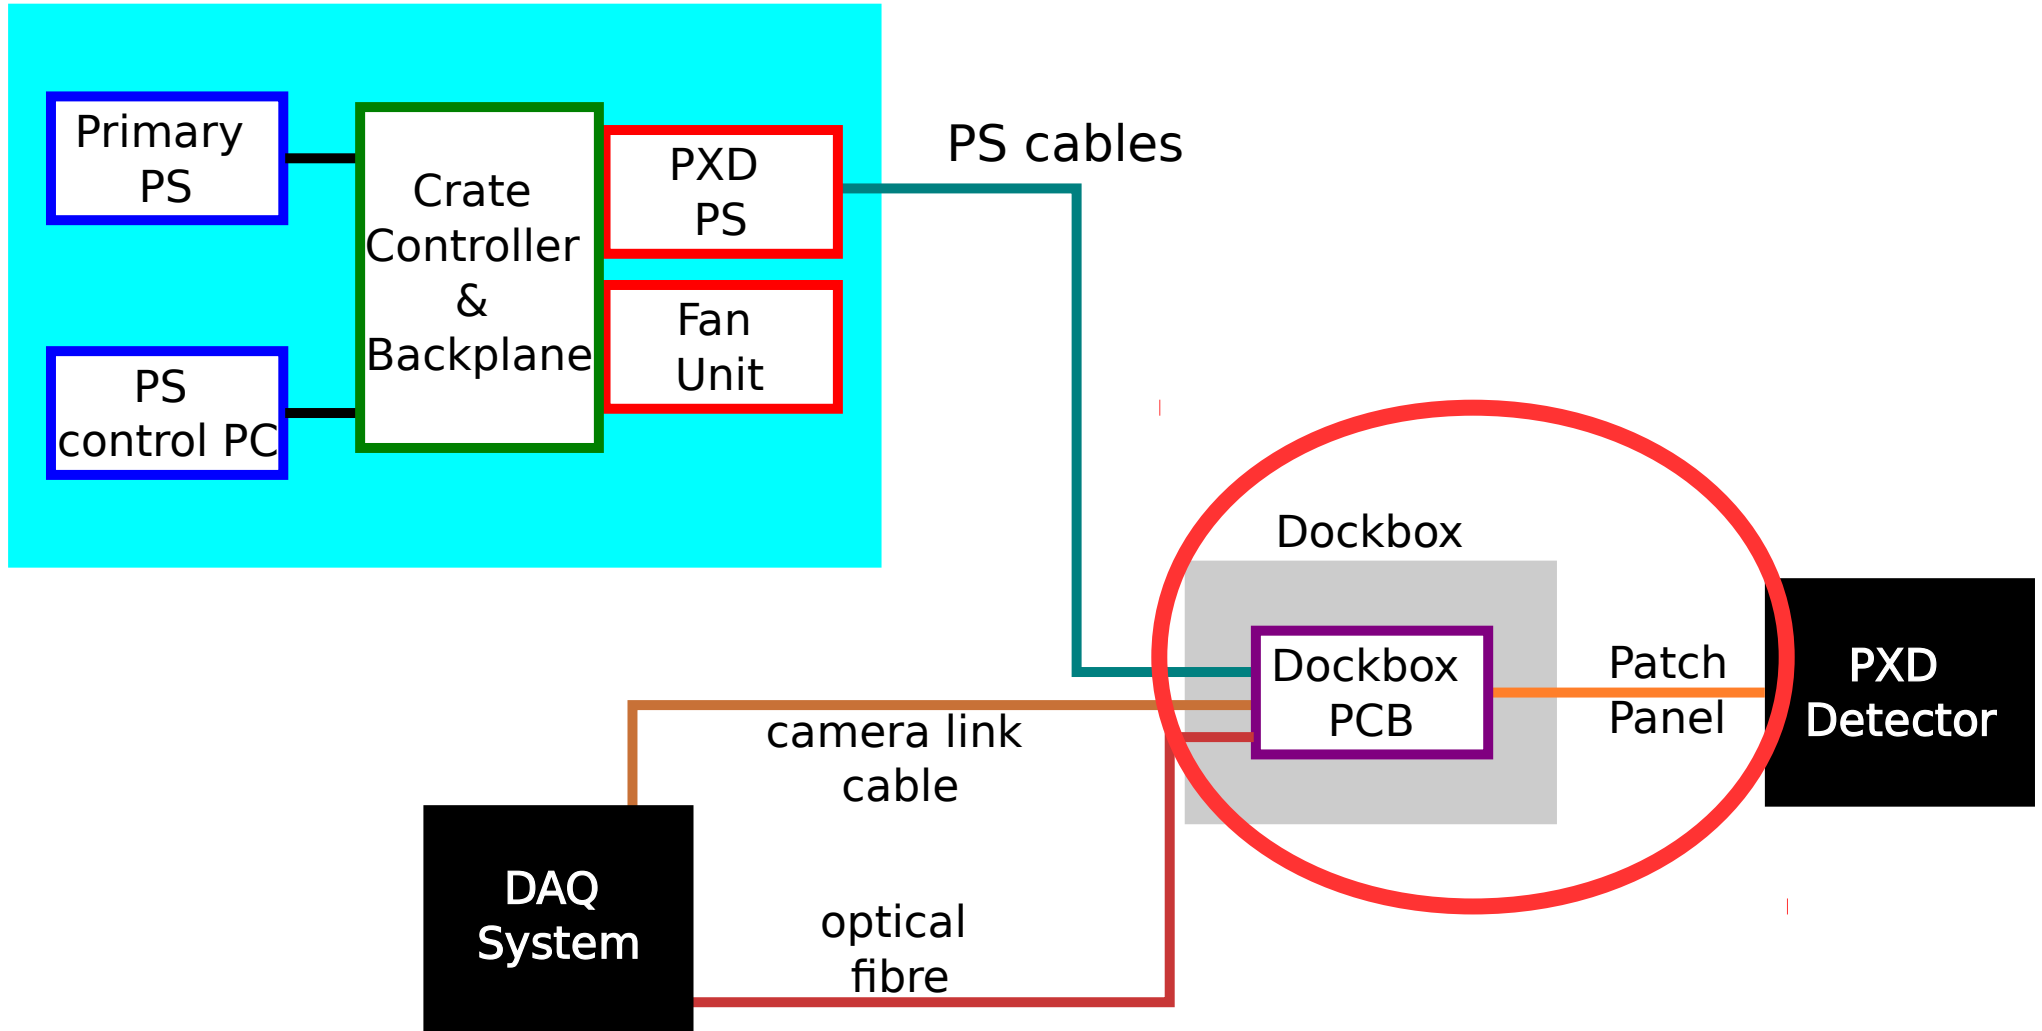 Primary
PS
PS
control PC
Crate
Controller
&
Backplane
PXD
PS
Fan
Unit
PS cables
Dockbox
Dockbox
PCB
Patch
Panel
PXD
Detector
camera link
cable
DAQ
System
optical
fibre